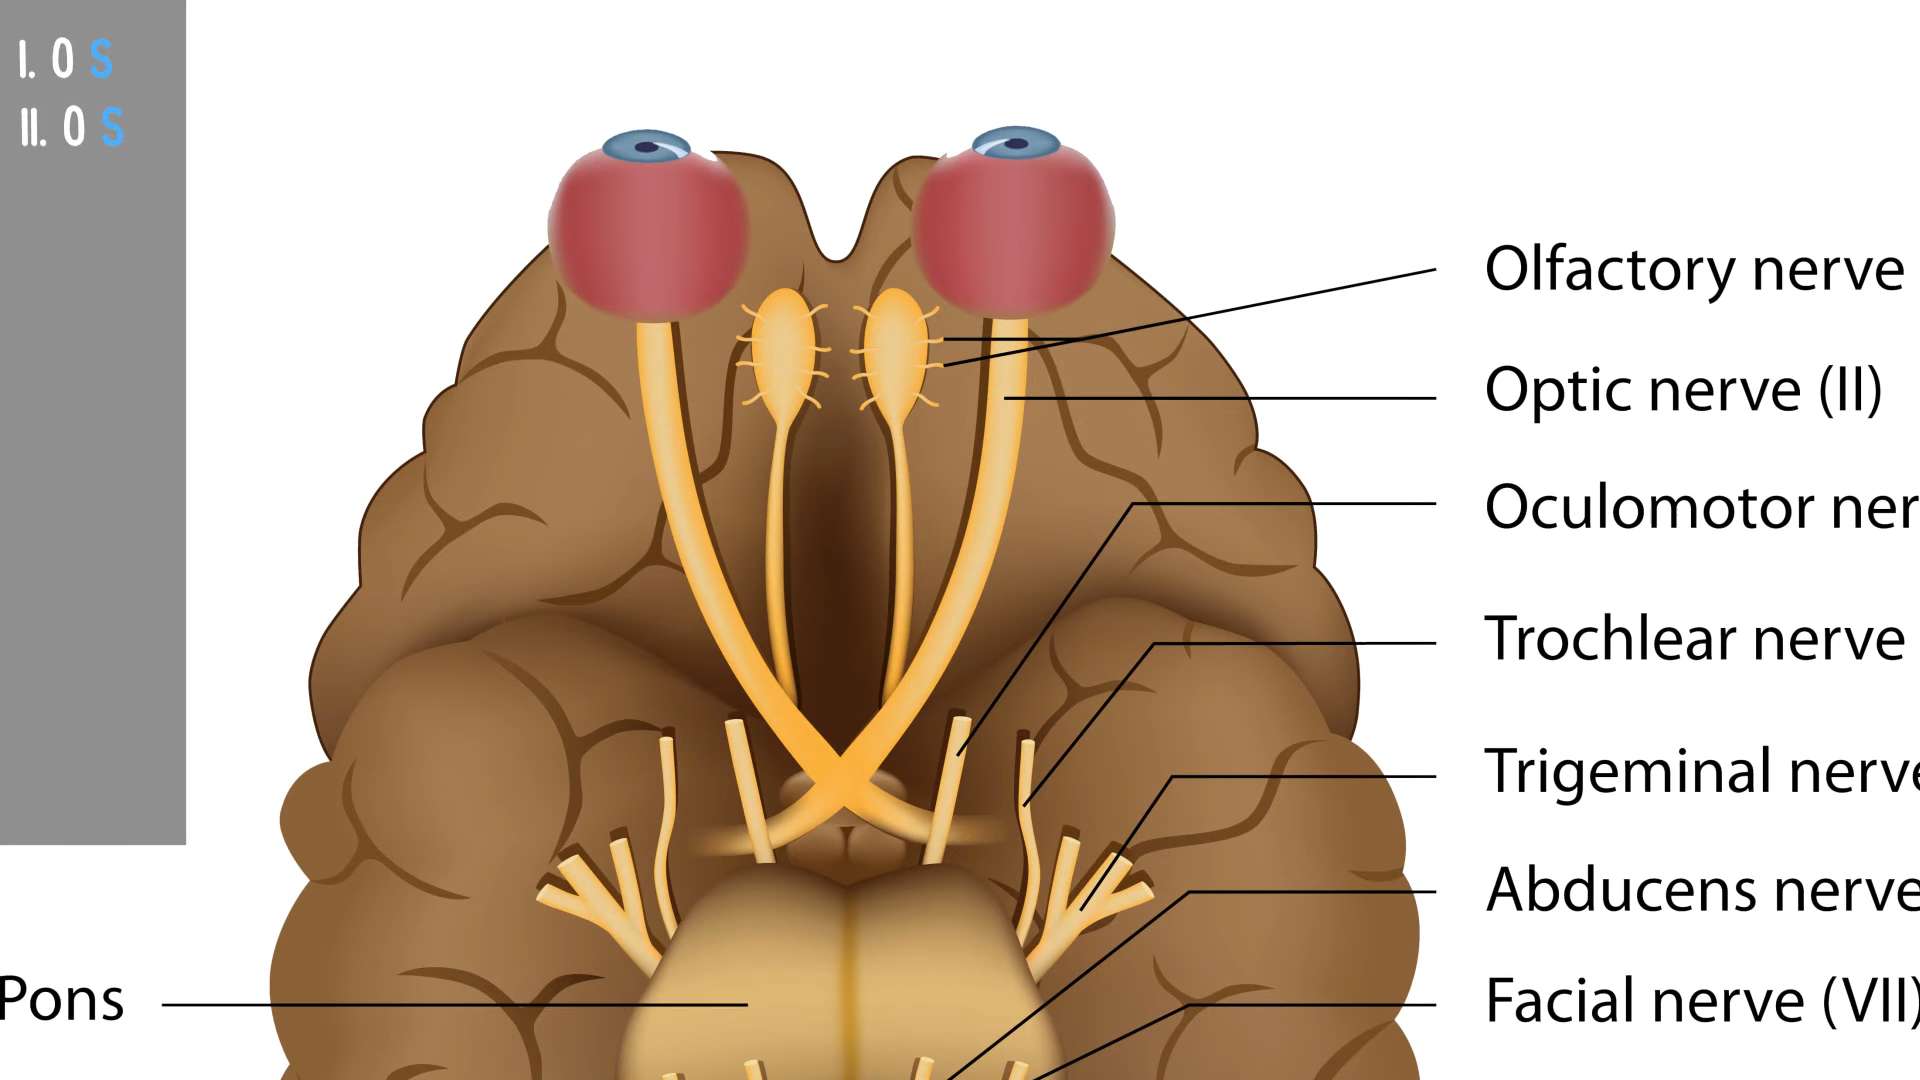 I. O S
II. O S
Olfactory nerve
Optic nerve (II)
Oculomotor ner
Trochlear nerve
Trigeminal nerve
Abducens nerve
Pons
Facial nerve (VII)